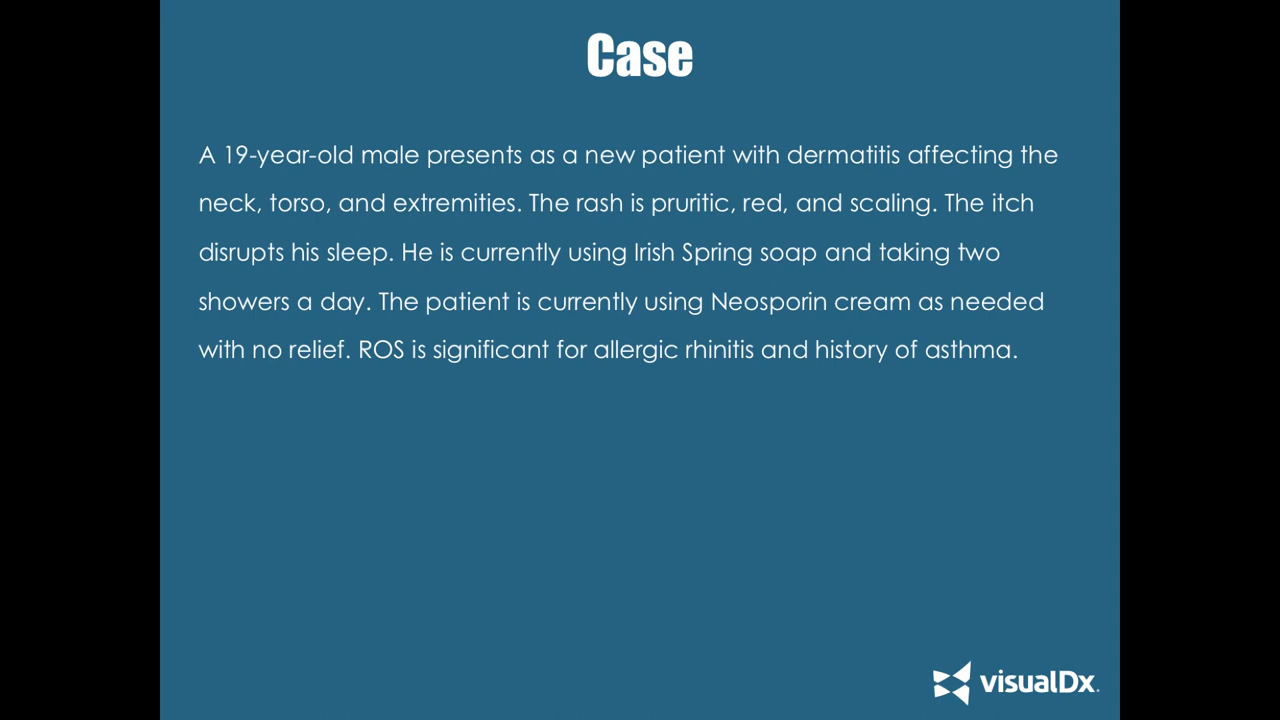 Case
A 19-year-old male presents as a new patient with dermatitis affecting the
neck, torso, and extremities. The rash is pruritic, red, and scaling. The itch
disrupts his sleep. He is currently using Irish Spring soap and taking two
showers a day. The patient is currently using Neosporin cream as needed
with no relief. ROS is significant for allergic rhinitis and history of asthma.
visualDx.